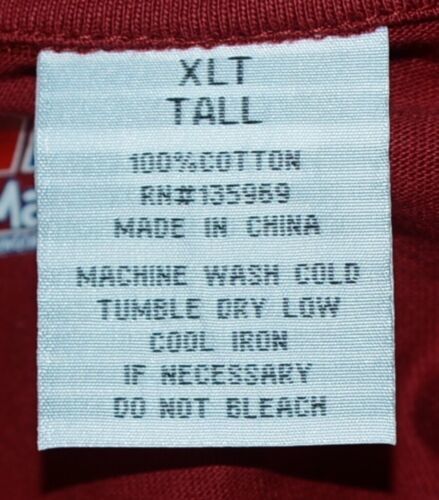 XLT
TALL
100%COTTON
RN#135969
MADE IN CHINA
MACHINE WASH COLD
TUMBLE DRY LOW
COOL IRON
IF NECESSARY
DO NOT BLEACH
Ma